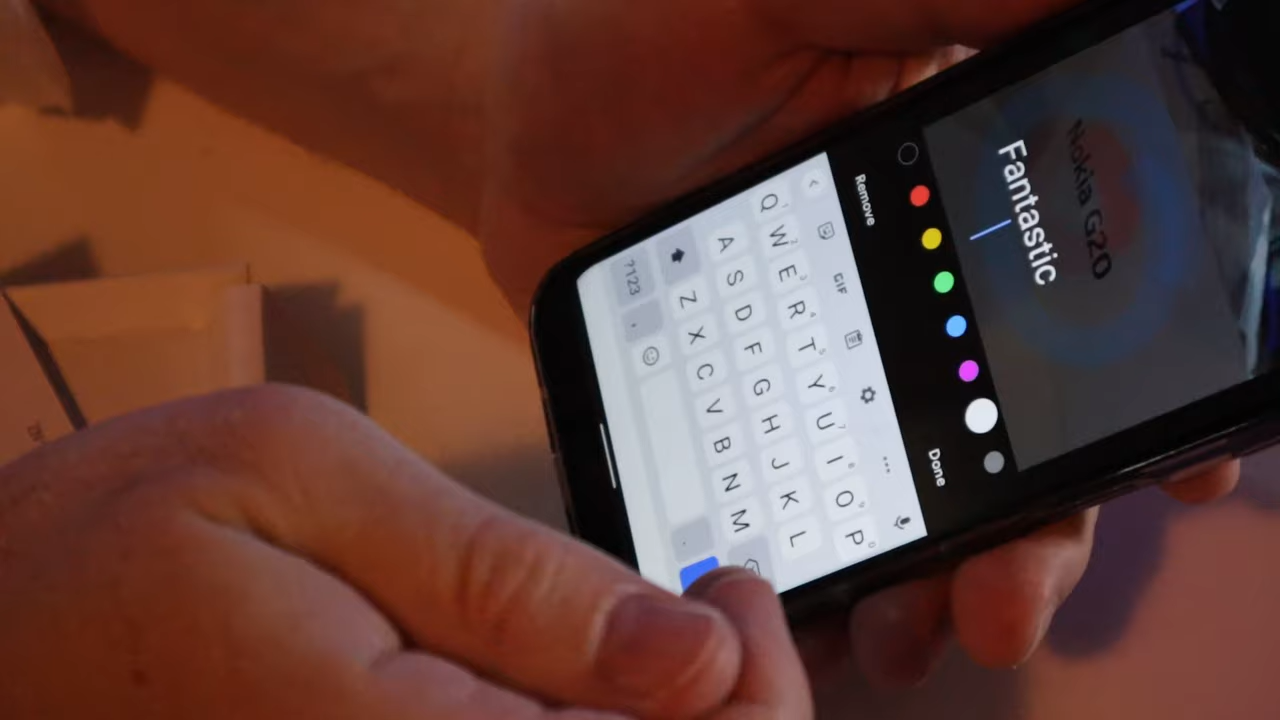 Nokia G20
Fantastic
Remove
Done
GIF
Q W E R T Y U I O P
A S D F G H J K L
Z X C V B N M
?123 , .